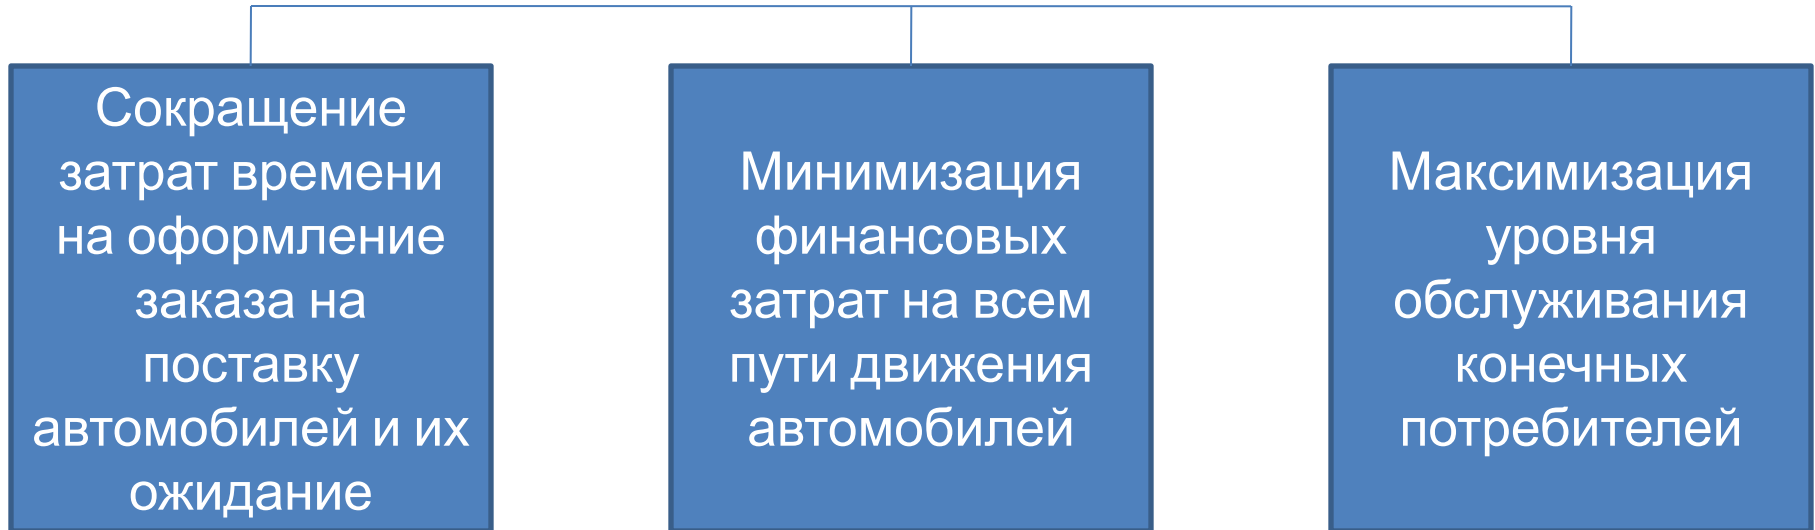 Сокращение
затрат времени
на оформление
заказа на
поставку
автомобилей и их
ожидание
Минимизация
финансовых
затрат на всем
пути движения
автомобилей
Максимизация
уровня
обслуживания
конечных
потребителей